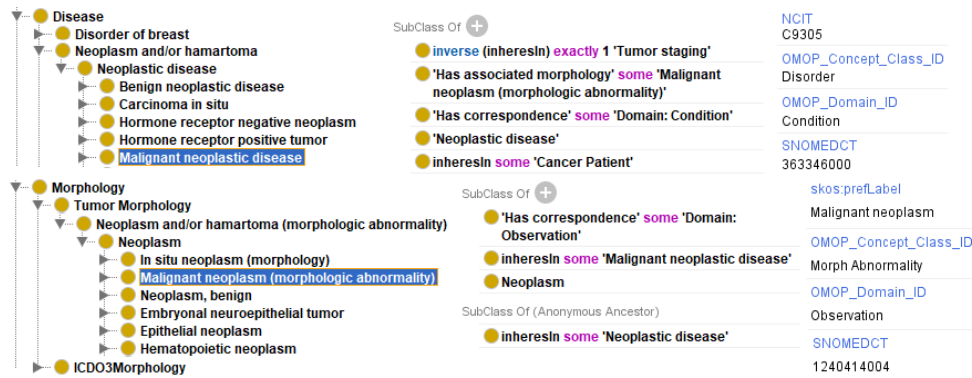 Disease
Disorder of breast
Neoplasm and/or hamartoma
Neoplastic disease
Benign neoplastic disease
Carcinoma in situ
Hormone receptor negative neoplasm
Hormone receptor positive tumor
Malignant neoplastic disease
SubClass Of
inverse (inheresIn) exactly 1 'Tumor staging'
'Has associated morphology' some 'Malignant
neoplasm (morphologic abnormality)'
'Has correspondence' some 'Domain: Condition'
'Neoplastic disease'
inheresIn some 'Cancer Patient'
NCIT
C9305
OMOP_Concept_Class_ID
Disorder
OMOP_Domain_ID
Condition
SNOMEDCT
363346000
Morphology
Tumor Morphology
Neoplasm and/or hamartoma (morphologic abnormality)
Neoplasm
In situ neoplasm (morphology)
Malignant neoplasm (morphologic abnormality)
Neoplasm, benign
Embryonal neuroepithelial tumor
Epithelial neoplasm
Hematopoietic neoplasm
ICDO3Morphology
SubClass Of
'Has correspondence' some 'Domain:
Observation'
inheresIn some 'Malignant neoplastic disease'
Neoplasm
SubClass Of (Anonymous Ancestor)
inheresIn some 'Neoplastic disease'
skos:prefLabel
Malignant neoplasm
OMOP_Concept_Class_ID
Morph Abnormality
OMOP_Domain_ID
Observation
SNOMEDCT
1240414004